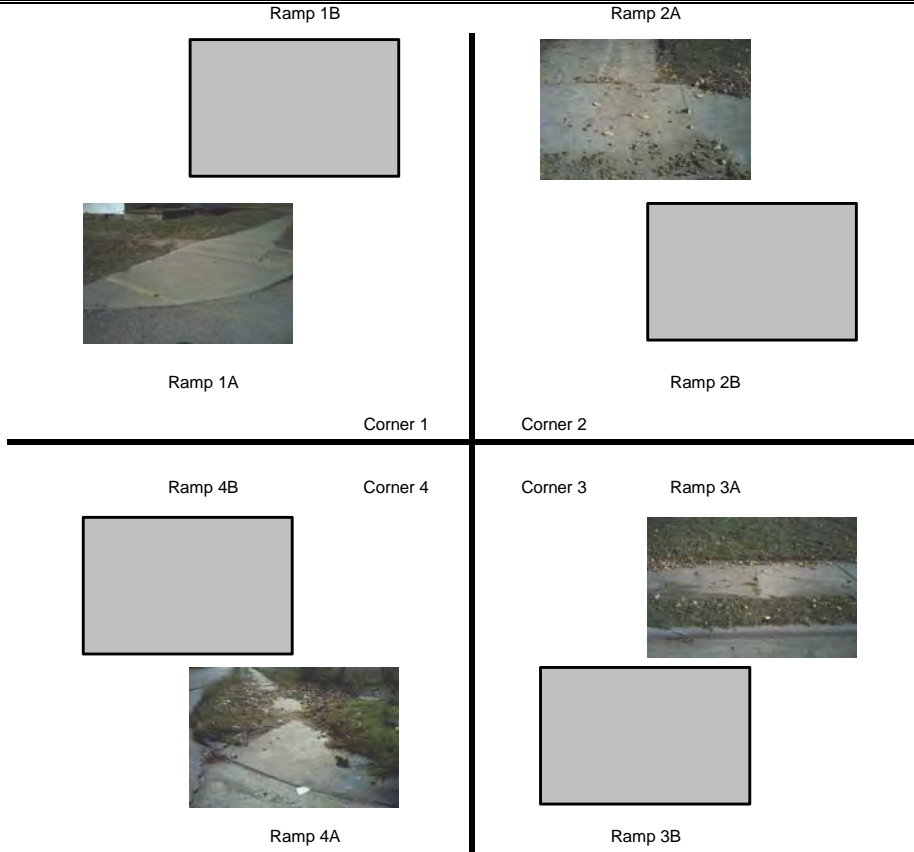 Ramp 1B
Ramp 2A
Ramp 1A
Ramp 2B
Corner 1
Corner 2
Ramp 4B
Corner 4
Corner 3
Ramp 3A
Ramp 4A
Ramp 3B